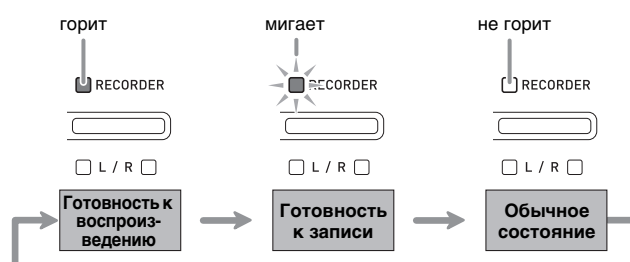 горит
мигает
не горит
RECORDER
RECORDER
RECORDER
L / R
L / R
L / R
Готовность к
воспроиз-
ведению
Готовность
к записи
Обычное
состояние